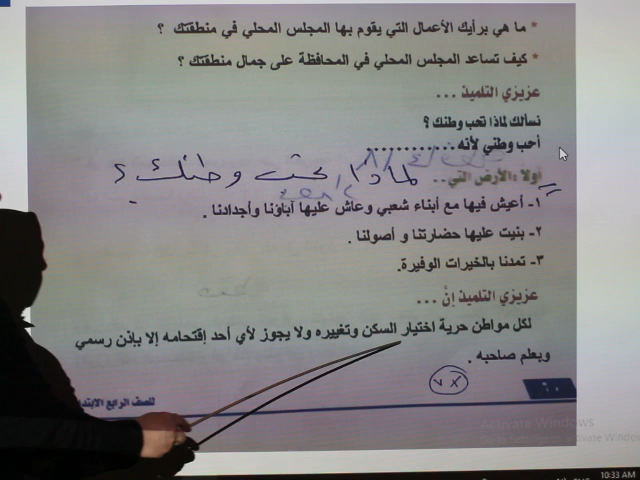 * ما هي برأيك الأعمال التي يقوم بها المجلس المحلي في منطقتك ؟
* كيف تساعد المجلس المحلي في المحافظة على جمال منطقتك ؟
عزيزي التلميذ ...
نسألك لماذا تحب وطنك ؟
أحب وطني لأنه............
لماذا تحب وطنك ؟
أولا :الأرض التي..
١- أعيش فيها مع أبناء شعبي وعاش عليها آباؤنا وأجدادنا .
٢- بنيت عليها حضارتنا و أصولنا .
٣- تمدنا بالخيرات الوفيرة.
عزيزي التلميذ إنّ ...
لكل مواطن حرية اختيار السكن وتغييره ولا يجوز لأي أحد إقتحامه إلا بإذن رسمي
وبعلم صاحبه .
٦٠
للصف الرابع الابتدا
Activate Windows
10:33 AM